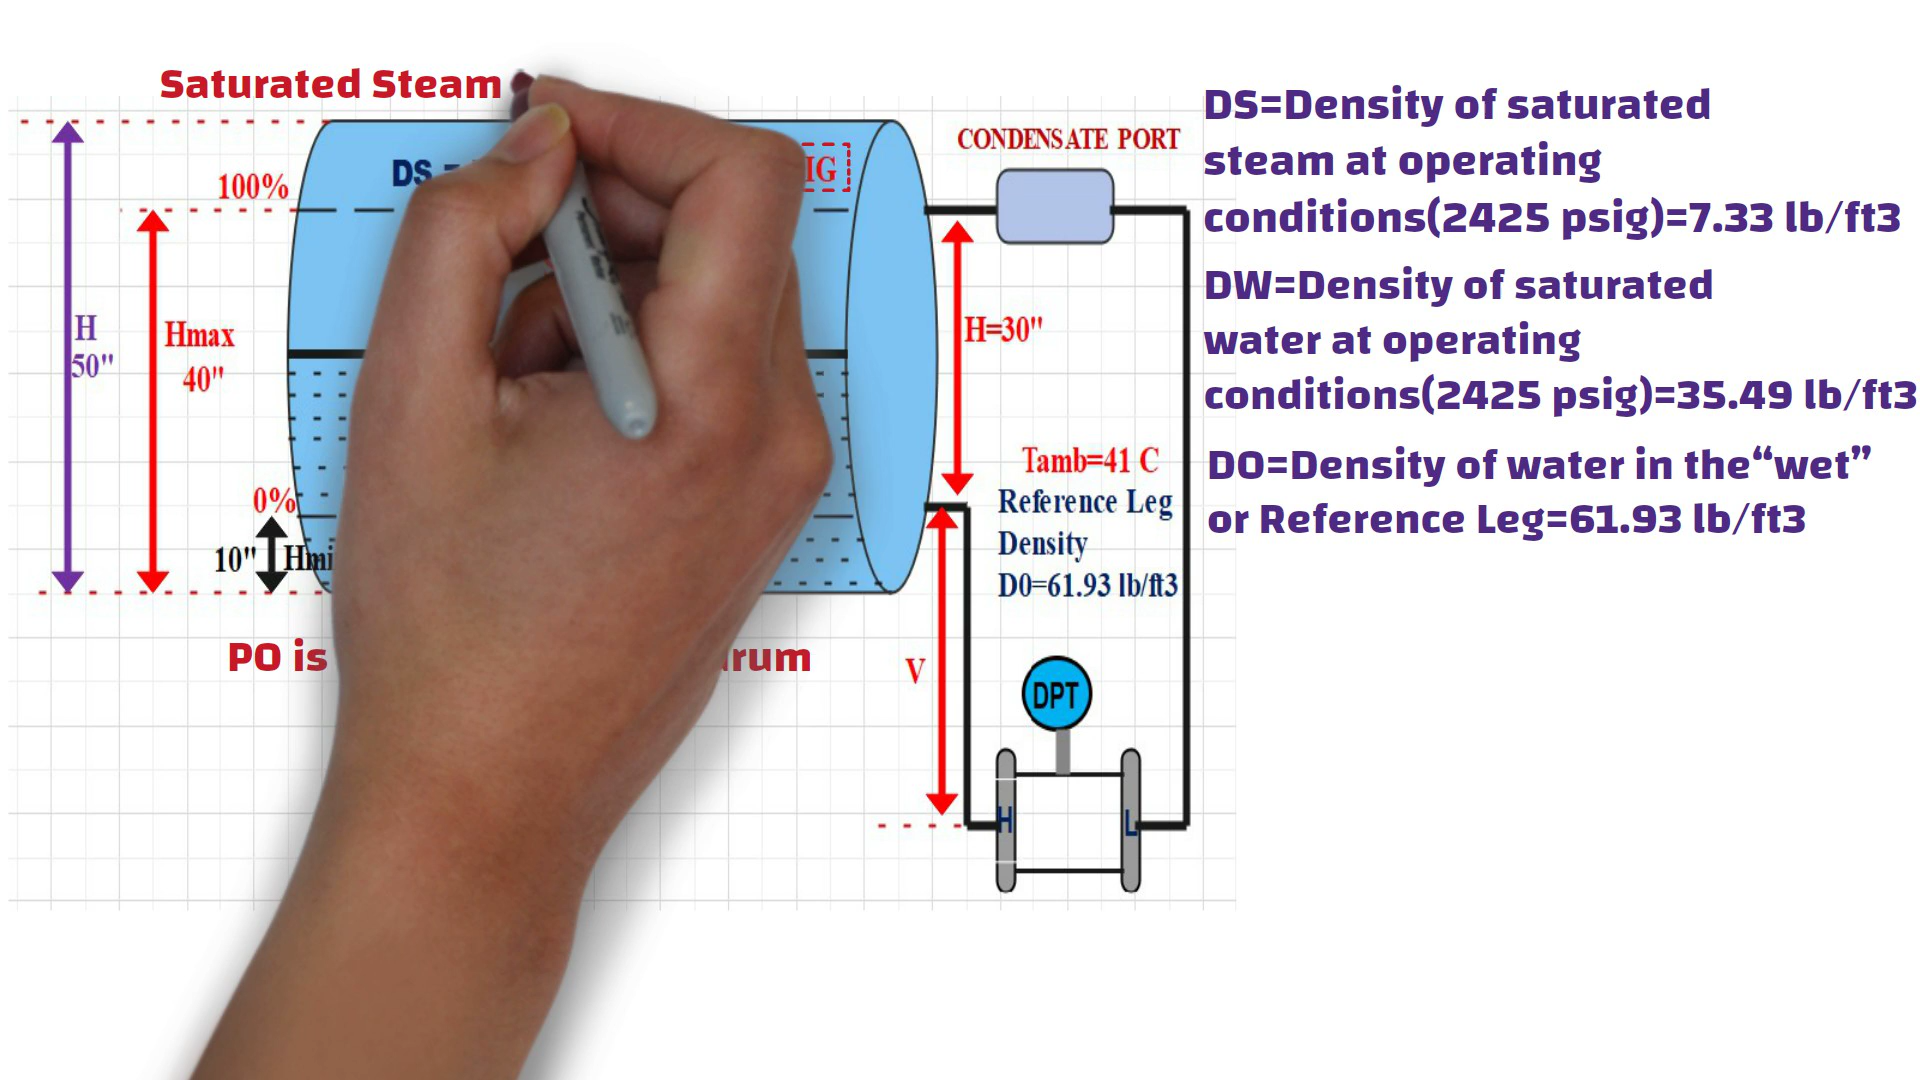 Saturated Steam
DS
IG
CONDENSATE PORT
100%
H
50"
Hmax
40"
H=30"
0%
10"
Tamb=41 C
Reference Leg
Density
D0=61.93 lb/ft3
PO is
V
DPT
H
L
DS=Density of saturated
steam at operating
conditions(2425 psig)=7.33 lb/ft3
DW=Density of saturated
water at operating
conditions(2425 psig)=35.49 lb/ft3
DO=Density of water in the“wet”
or Reference Leg=61.93 lb/ft3